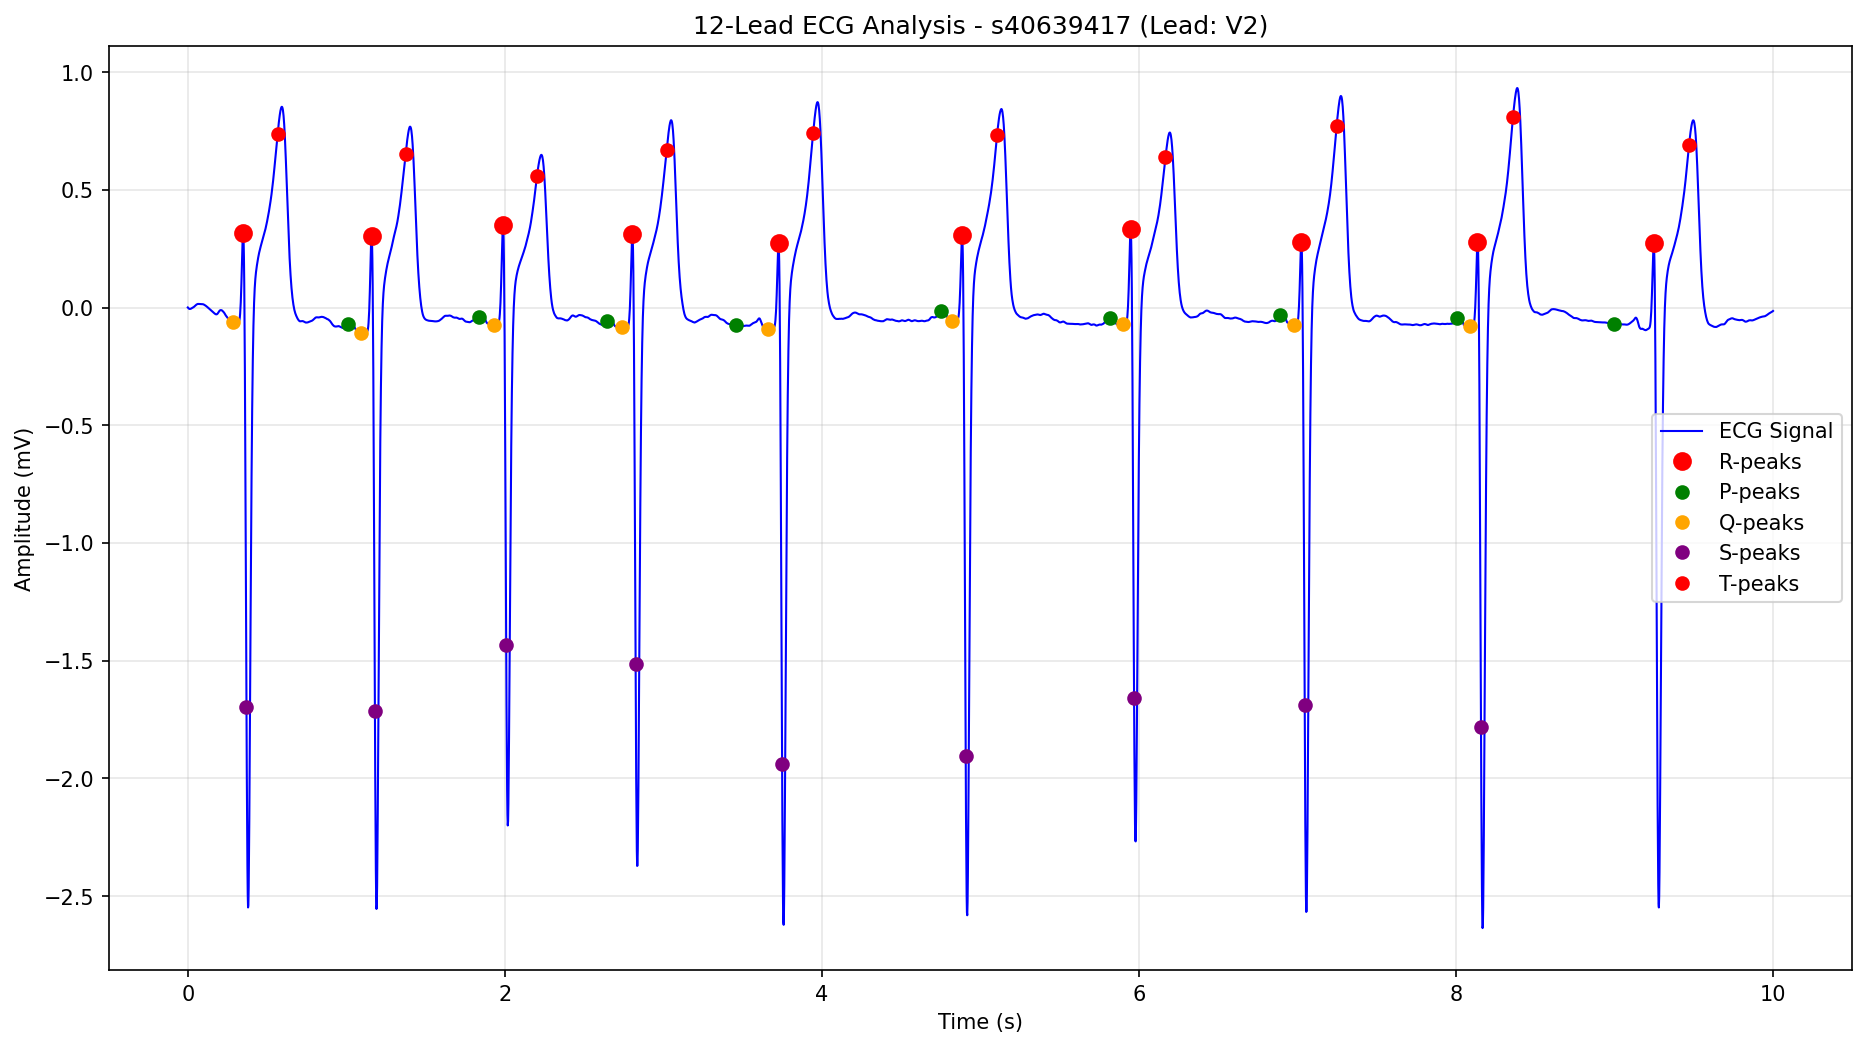 12-Lead ECG Analysis - s40639417 (Lead: V2)
Amplitude (mV)
1.0
0.5
0.0
−0.5
−1.0
−1.5
−2.0
−2.5
ECG Signal
R-peaks
P-peaks
Q-peaks
S-peaks
T-peaks
0 2 4 6 8 10
Time (s)